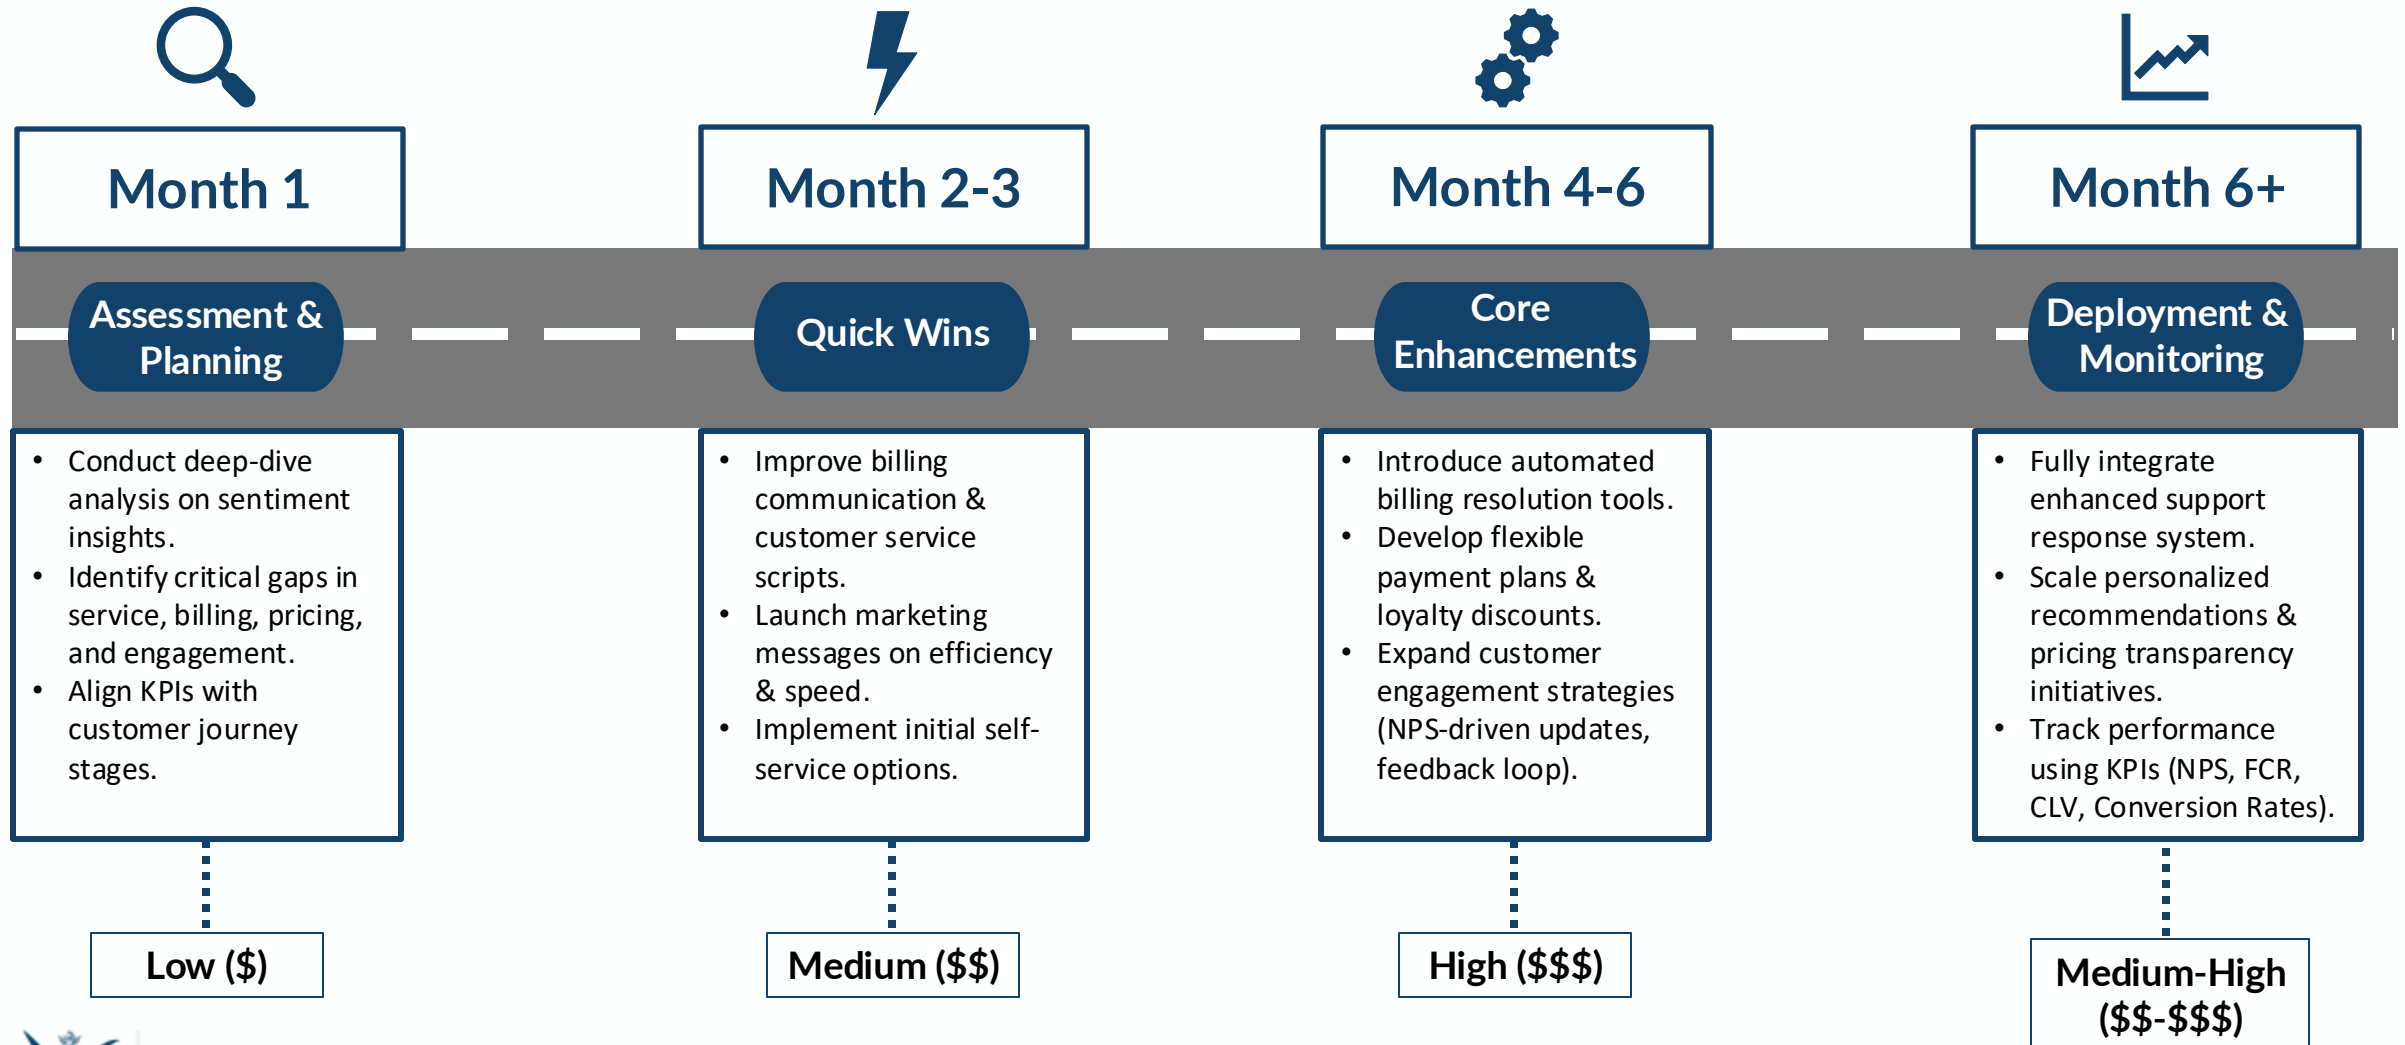 Month 1
Month 2-3
Month 4-6
Month 6+
Assessment &
Planning
Quick Wins
Core
Enhancements
Deployment &
Monitoring
• Conduct deep-dive
analysis on sentiment
insights.
• Identify critical gaps in
service, billing, pricing,
and engagement.
• Align KPIs with
customer journey
stages.
• Improve billing
communication &
customer service
scripts.
• Launch marketing
messages on efficiency
& speed.
• Implement initial self-
service options.
• Introduce automated
billing resolution tools.
• Develop flexible
payment plans &
loyalty discounts.
• Expand customer
engagement strategies
(NPS-driven updates,
feedback loop).
• Fully integrate
enhanced support
response system.
• Scale personalized
recommendations &
pricing transparency
initiatives.
• Track performance
using KPIs (NPS, FCR,
CLV, Conversion Rates).
Low ($)
Medium ($$)
High ($$$)
Medium-High
($$-$$$)